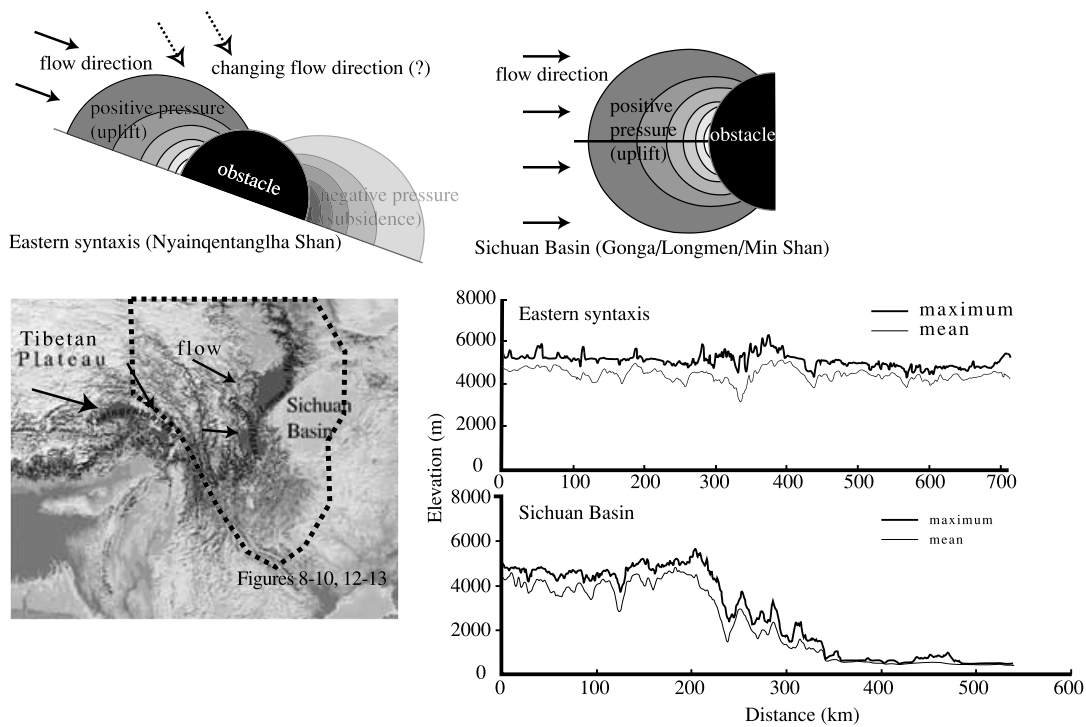 flow direction
changing flow direction (?)
positive pressure
(uplift)
obstacle
negative pressure
(subsidence)
Eastern syntaxis (Nyainqentanglha Shan)
flow direction
positive
pressure
(uplift)
obstacle
Sichuan Basin (Gonga/Longmen/Min Shan)
Tibetan
Plateau
flow
Sichuan
Basin
Figures 8-10, 12-13
Elevation (m)
8000
6000
4000
2000
0
Eastern syntaxis
maximum
mean
0 100 200 300 400 500 600 700
8000
6000
4000
2000
0
Sichuan Basin
maximum
mean
0 100 200 300 400 500 600
Distance (km)